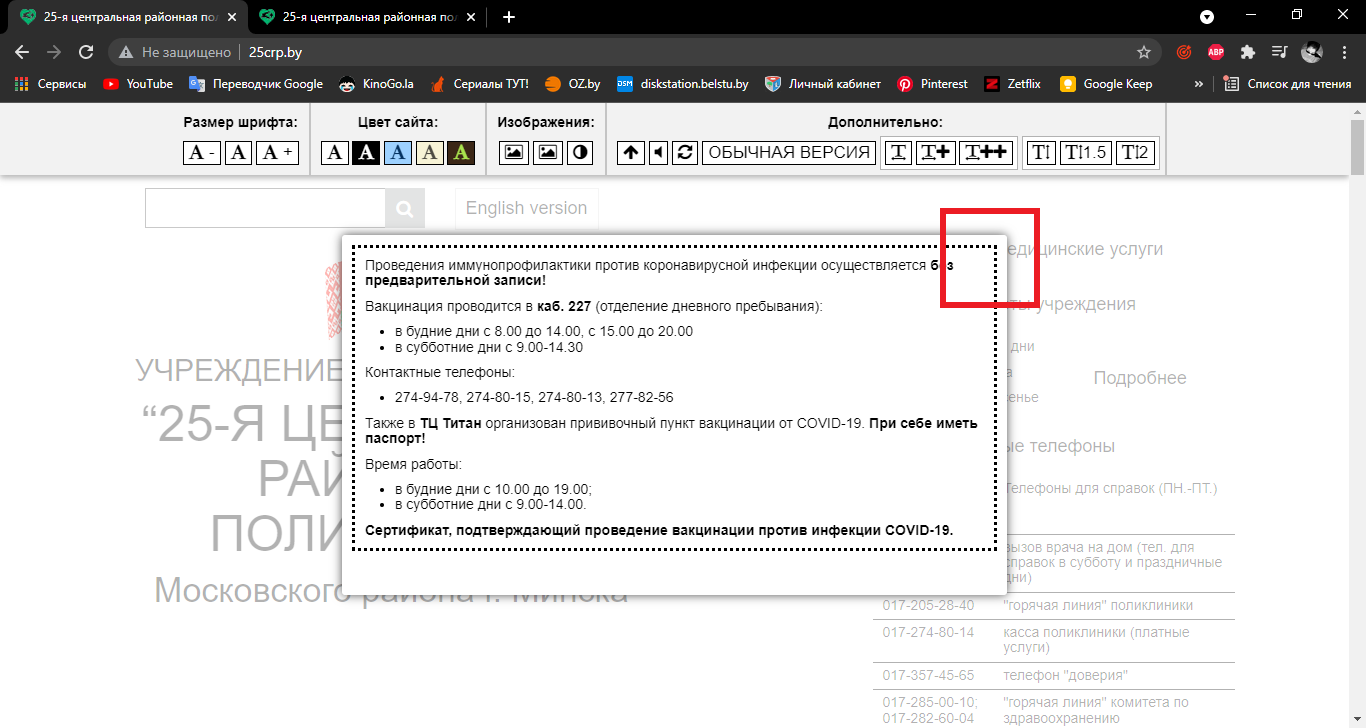 25-я центральная районная пол
25-я центральная районная пол
Не защищено
25crp.by
ABP
Сервисы
YouTube
Переводчик Google
KinoGo.la
Сериалы ТУТ!
OZ.by
DSM
diskstation.belstu.by
Личный кабинет
Pinterest
Zetflix
Google Keep
»
Список для чтения
Размер шрифта:
Цвет сайта:
Изображения:
Дополнительно:
A -
A
A +
A
A
A
A
A
ОБЫЧНАЯ ВЕРСИЯ
T
T+
T++
T
T 1.5
T 2
English version
Проведения иммунопрофилактики против коронавирусной инфекции осуществляется без
предварительной записи!
Вакцинация проводится в каб. 227 (отделение дневного пребывания):
• в будние дни с 8.00 до 14.00, с 15.00 до 20.00
• в субботние дни с 9.00-14.30
Контактные телефоны:
• 274-94-78, 274-80-15, 274-80-13, 277-82-56
Также в ТЦ Титан организован прививочный пункт вакцинации от COVID-19. При себе иметь
паспорт!
Время работы:
• в будние дни с 10.00 до 19.00;
• в субботние дни с 9.00-14.00.
Сертификат, подтверждающий проведение вакцинации против инфекции COVID-19.
УЧРЕЖДЕНИЕ
“25-Я ЦЕ
РАЙ
ПОЛИ
Московского района г. Минска
едицинские услуги
ты учреждения
дни
а
енье
Подробнее
ые телефоны
Телефоны для справок (ПН.-ПТ.)
вызов врача на дом (тел. для
справок в субботу и праздничные
дни)
017-205-28-40 "горячая линия" поликлиники
017-274-80-14 касса поликлиники (платные
услуги)
017-357-45-65 телефон "доверия"
017-285-00-10; "горячая линия" комитета по
017-282-60-04 здравоохранению